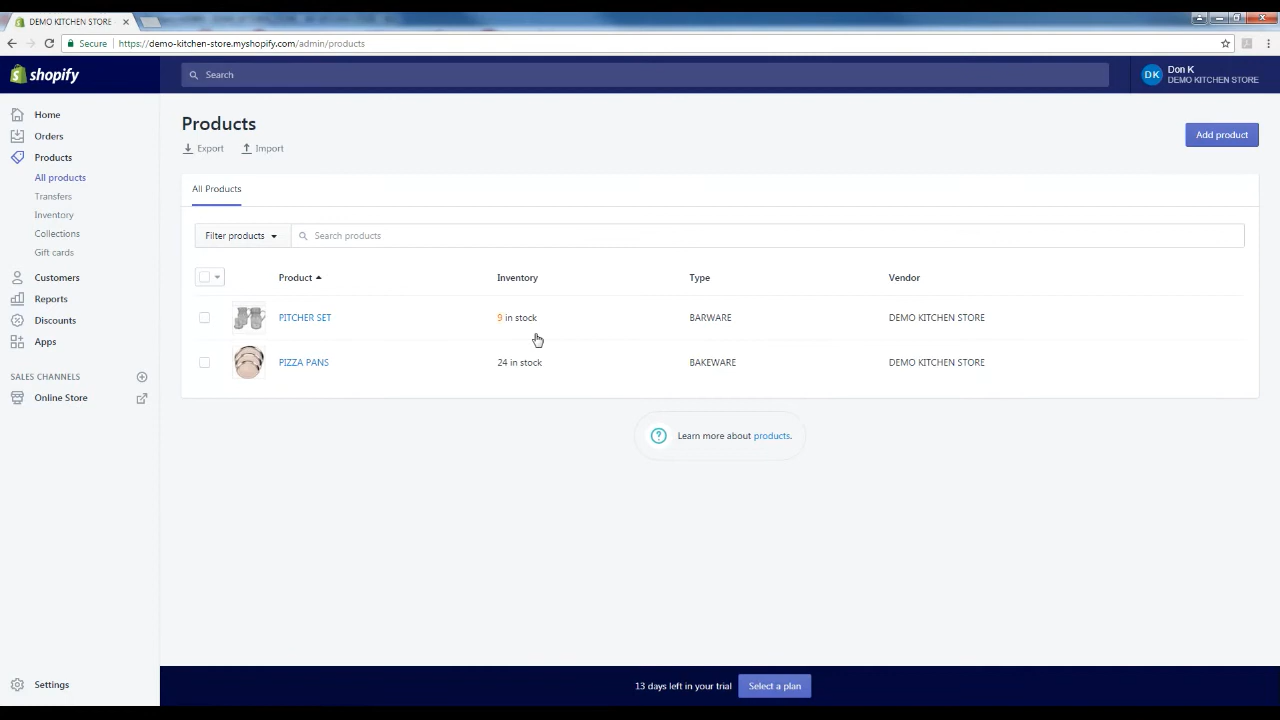 DEMO KITCHEN STORE
Secure https://demo-kitchen-store.myshopify.com/admin/products
shopify
Search
DK
Don K
DEMO KITCHEN STORE
Home
Orders
Products
All products
Transfers
Inventory
Collections
Gift cards
Customers
Reports
Discounts
Apps
SALES CHANNELS
Online Store
Settings
Products
Export Import
Add product
All Products
Filter products Search products
Product Inventory Type Vendor
PITCHER SET 9 in stock BARWARE DEMO KITCHEN STORE
PIZZA PANS 24 in stock BAKEWARE DEMO KITCHEN STORE
? Learn more about products.
13 days left in your trial Select a plan